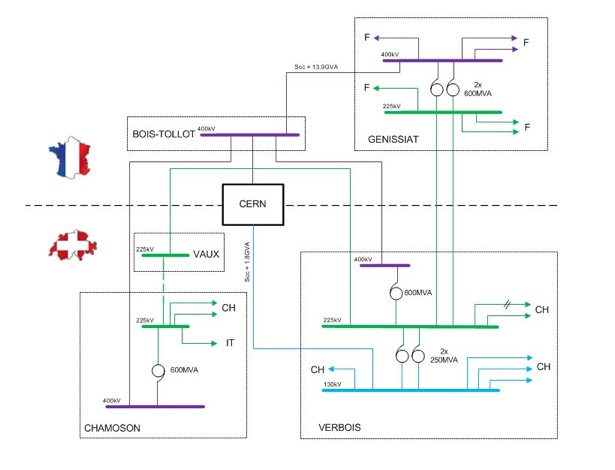 F
F
400kV
Scc = 13.9GVA
2x
600MVA
F
225kV
F
GENISSIAT
BOIS-TOLLOT
400kV
CERN
225kV
VAUX
Scc = 1.8GVA
400kV
800MVA
CH
225kV
IT
600MVA
400kV
CHAMOSON
CH
225kV
2x
250MVA
CH
CH
130kV
VERBOIS